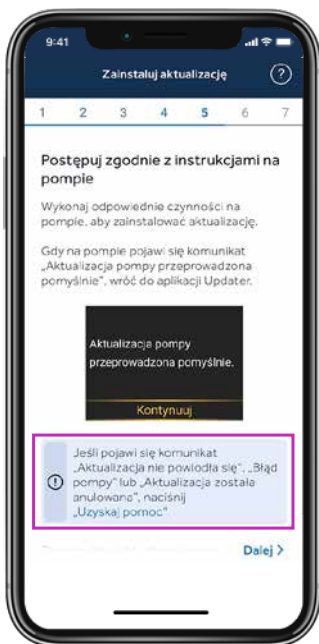 9:41
Zainstaluj aktualizację ?
1 2 3 4 5 6 7
Postępuj zgodnie z instrukcjami na
pompie
Wykonaj odpowiednie czynności na
pompie, aby zainstalować aktualizację.
Gdy na pompie pojawi się komunikat
„Aktualizacja pompy przeprowadzona
pomyślnie", wróć do aplikacji Updater.
Aktualizacja pompy
przeprowadzona pomyślnie.
Kontynuuj
Jeśli pojawi się komunikat
„Aktualizacja nie powiodła się", „Błąd
pompy" lub „Aktualizacja została
anulowana", naciśnij
„Uzyskaj pomoc"
Dalej >